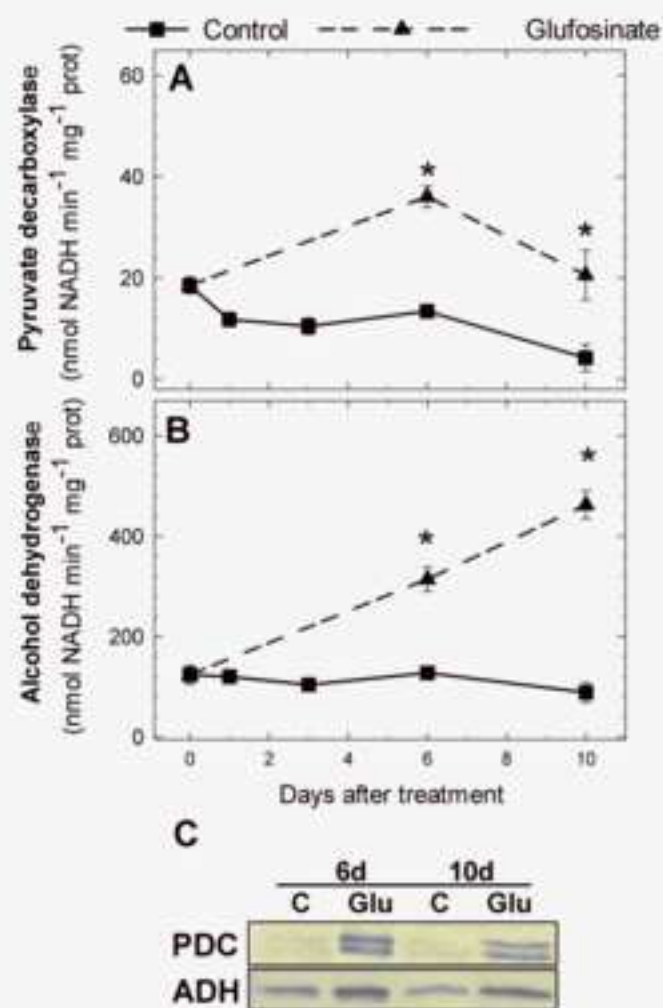 Control Glufosinate
A
Pyruvate decarboxylase
(nmol NADH min⁻¹ mg⁻¹ prot)
60
40
20
0
*
*
B
Alcohol dehydrogenase
(nmol NADH min⁻¹ mg⁻¹ prot)
600
400
200
0
*
*
0 2 4 6 8 10
Days after treatment
C
6d 10d
C Glu C Glu
PDC
ADH